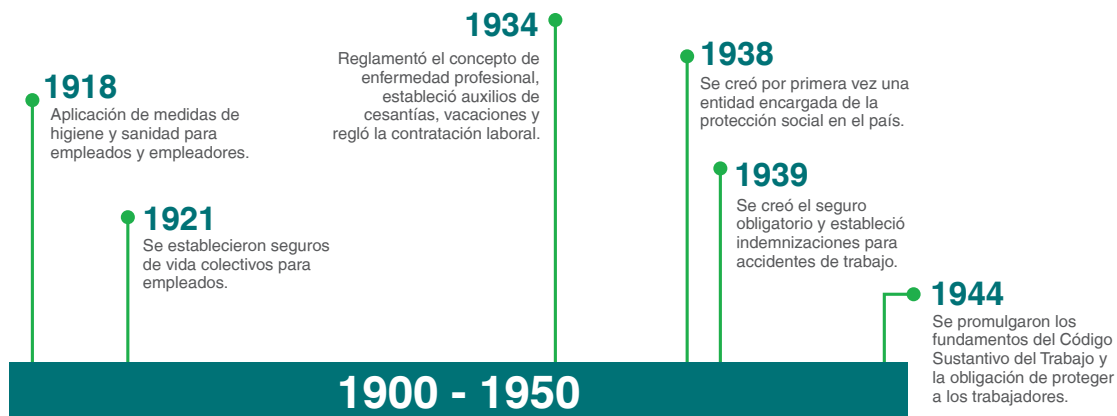 1918
Aplicación de medidas de
higiene y sanidad para
empleados y empleadores.
1921
Se establecieron seguros
de vida colectivos para
empleados.
1934
Reglamentó el concepto de
enfermedad profesional,
estableció auxilios de
cesantías, vacaciones y
regló la contratación laboral.
1938
Se creó por primera vez una
entidad encargada de la
protección social en el país.
1939
Se creó el seguro
obligatorio y estableció
indemnizaciones para
accidentes de trabajo.
1944
Se promulgaron los
fundamentos del Código
Sustantivo del Trabajo y
la obligación de proteger
a los trabajadores.
1900 - 1950